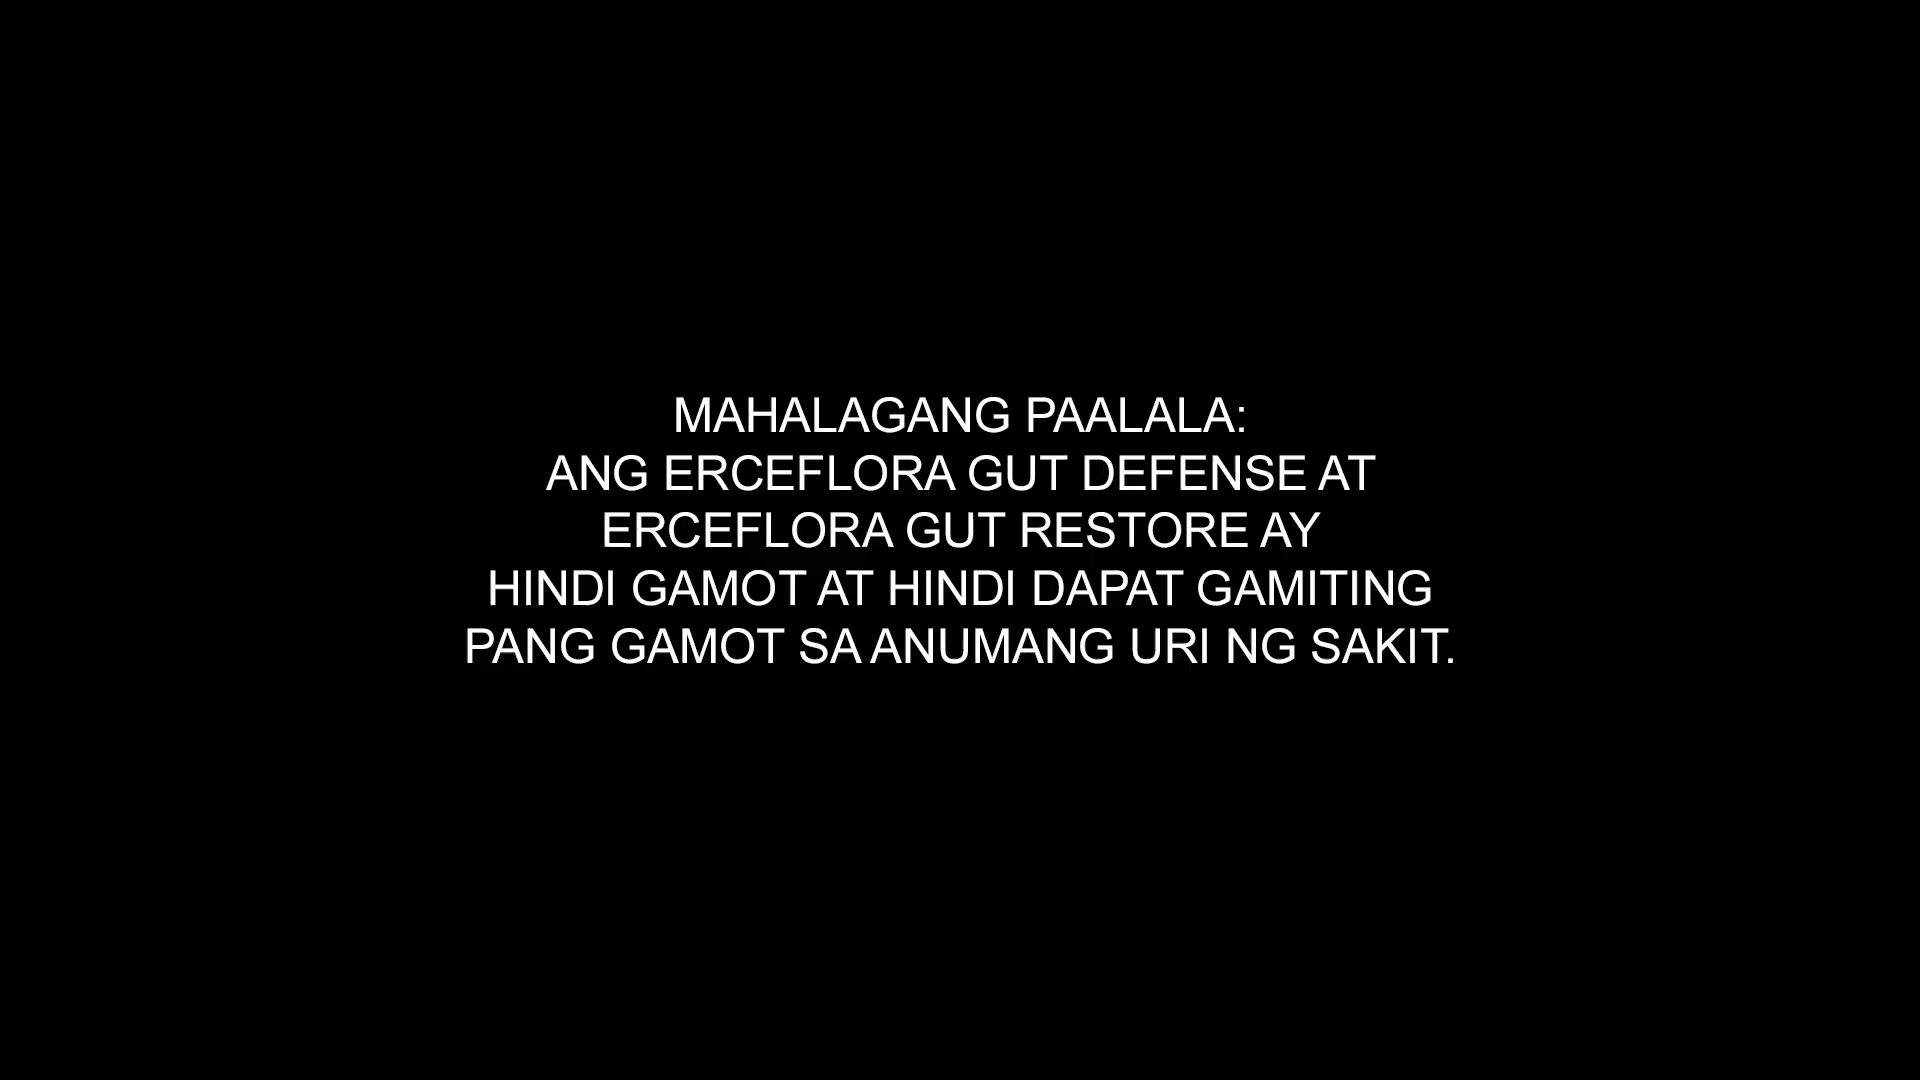 MAHALAGANG PAALALA:
ANG ERCEFLORA GUT DEFENSE AT
ERCEFLORA GUT RESTORE AY
HINDI GAMOT AT HINDI DAPAT GAMITING
PANG GAMOT SA ANUMANG URI NG SAKIT.